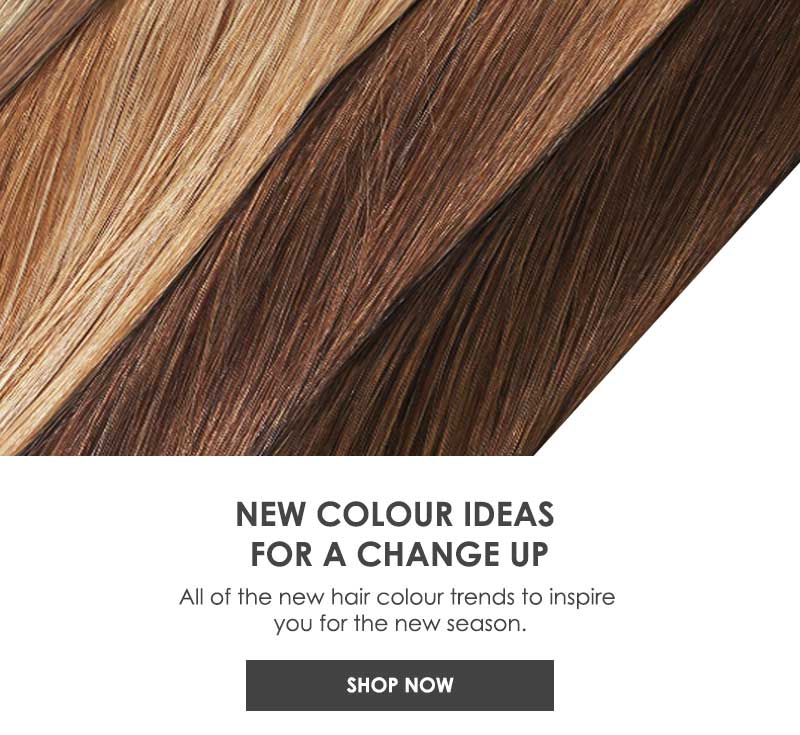 NEW COLOUR IDEAS
FOR A CHANGE UP
All of the new hair colour trends to inspire
you for the new season.
SHOP NOW